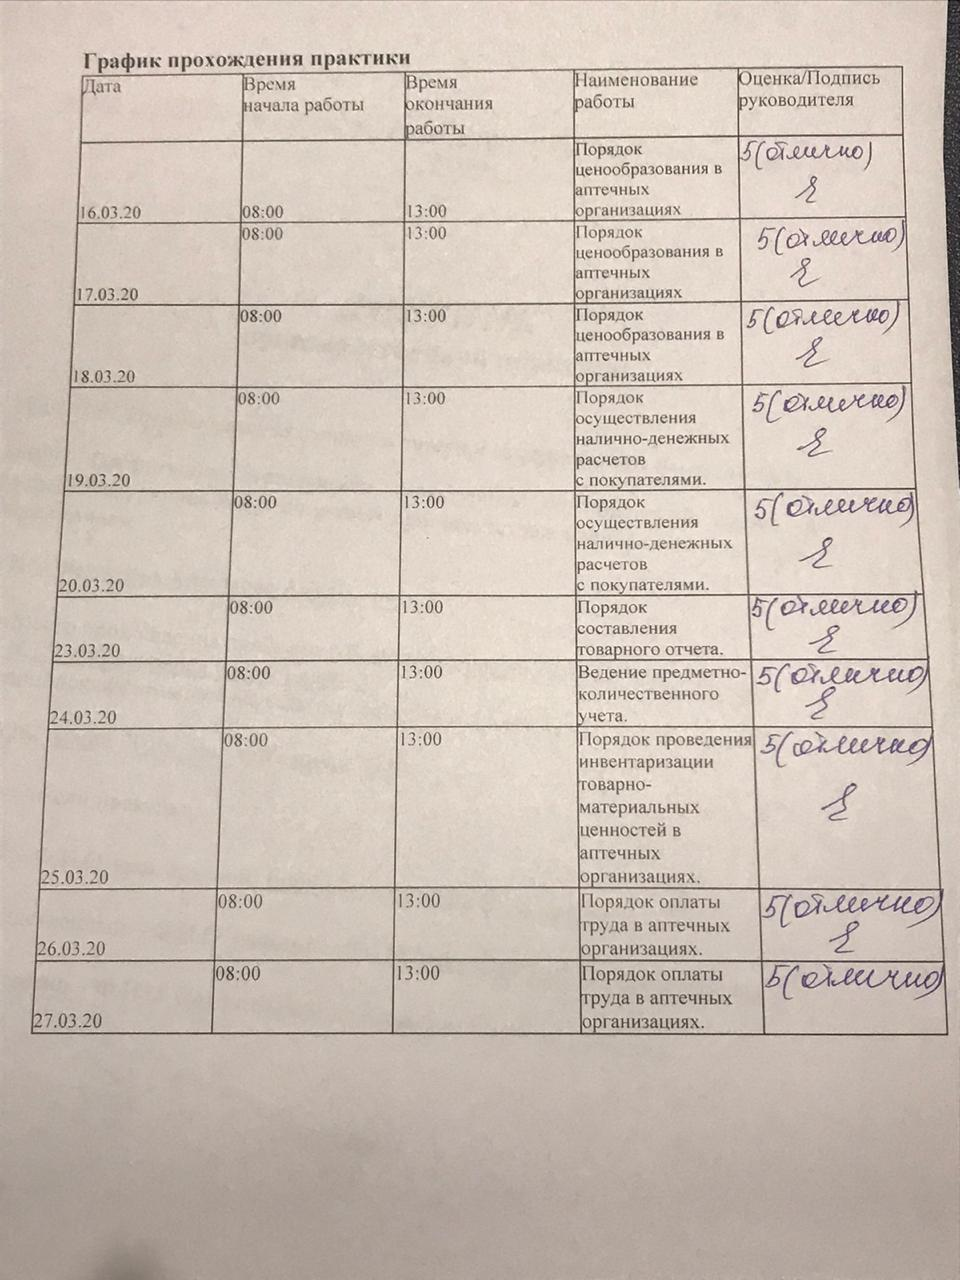 График прохождения практики
Дата
Время
начала работы
Время
окончания
работы
Наименование
работы
Оценка/Подпись
руководителя
16.03.20
08:00
13:00
Порядок
ценообразования в
аптечных
организациях
5(отлично)
17.03.20
08:00
13:00
Порядок
ценообразования в
аптечных
организациях
5(отлично)
18.03.20
08:00
13:00
Порядок
ценообразования в
аптечных
организациях
5(отлично)
19.03.20
08:00
13:00
Порядок
осуществления
налично-денежных
расчетов
с покупателями.
5(отлично)
20.03.20
08:00
13:00
Порядок
осуществления
налично-денежных
расчетов
с покупателями.
5(отлично)
23.03.20
08:00
13:00
Порядок
составления
товарного отчета.
5(отлично)
24.03.20
08:00
13:00
Ведение предметно-
количественного
учета.
5(отлично)
25.03.20
08:00
13:00
Порядок проведения
инвентаризации
товарно-
материальных
ценностей в
аптечных
организациях.
5(отлично)
26.03.20
08:00
13:00
Порядок оплаты
труда в аптечных
организациях.
5(отлично)
27.03.20
08:00
13:00
Порядок оплаты
труда в аптечных
организациях.
5(отлично)